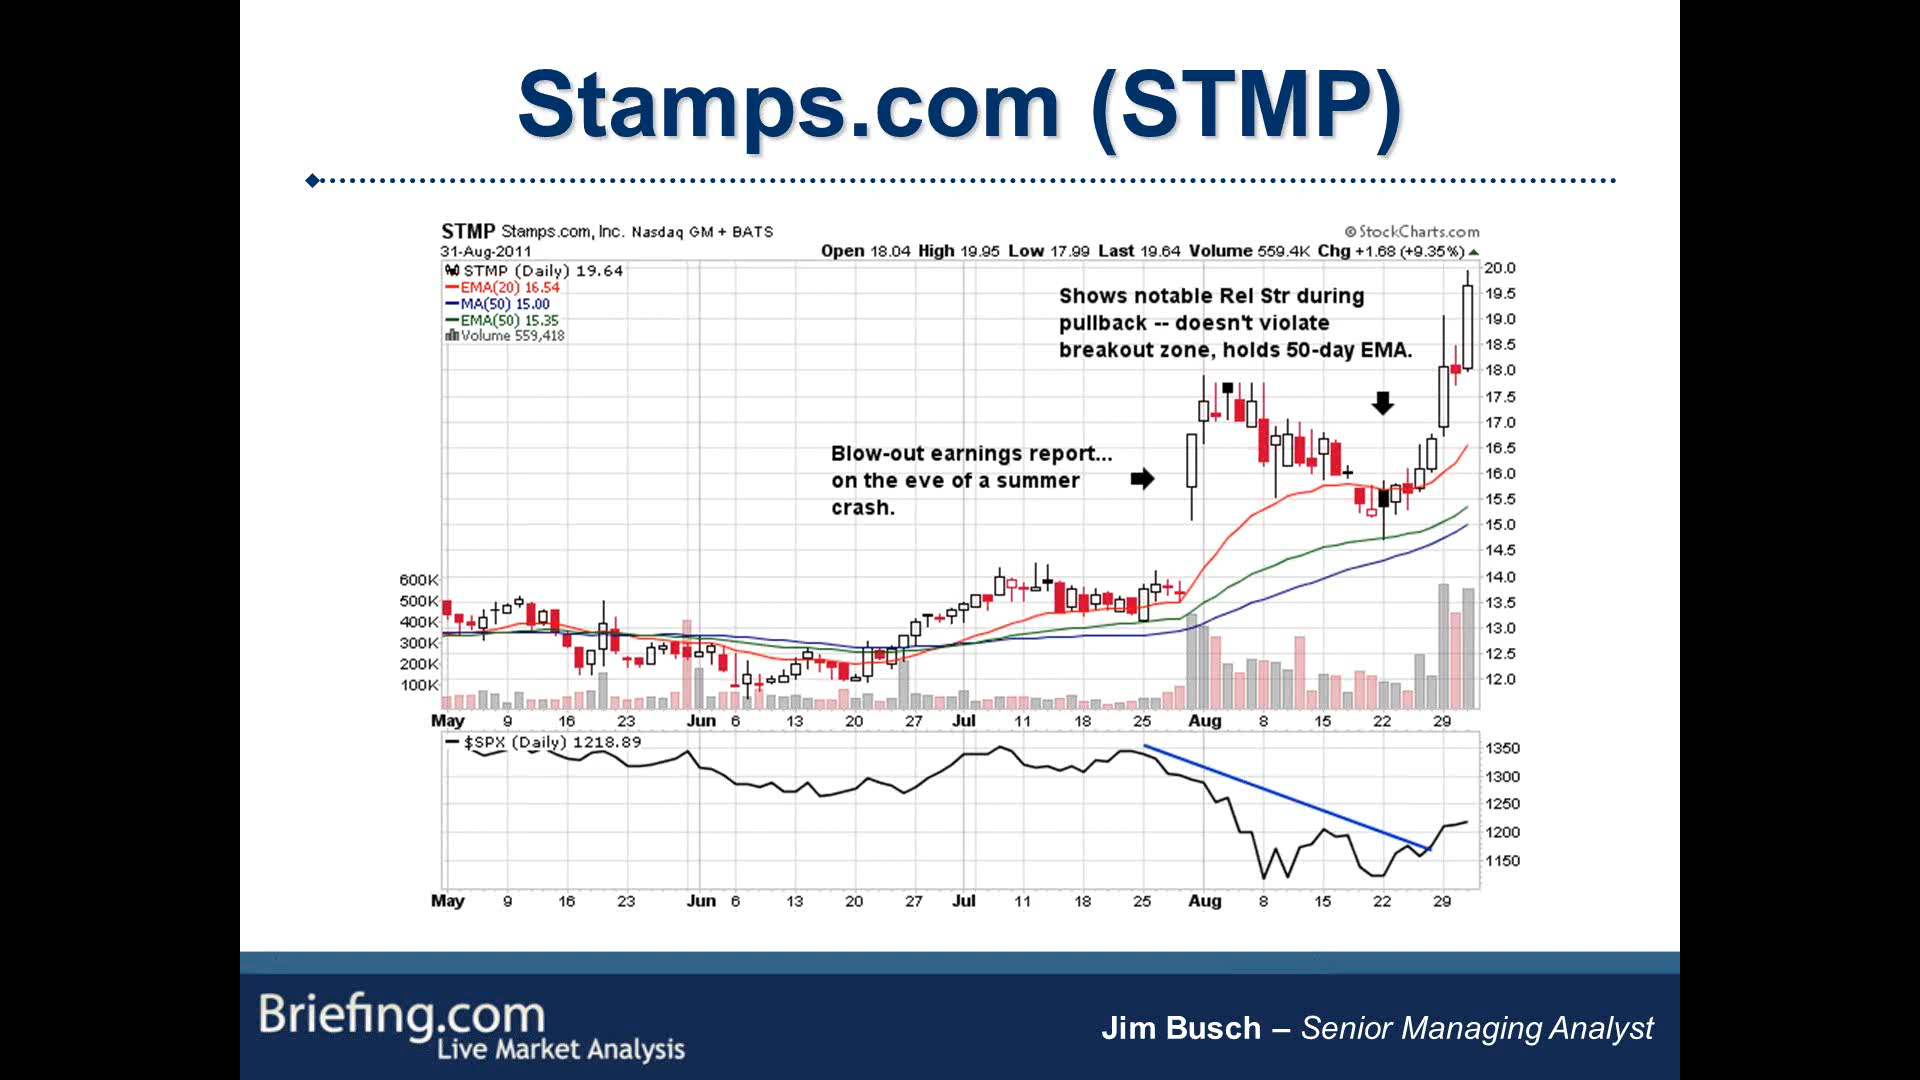 Stamps.com (STMP)
STMP Stamps.com, Inc. Nasdaq GM + BATS
© StockCharts.com
31-Aug-2011
Open 18.04 High 19.95 Low 17.99 Last 19.64 Volume 559.4K Chg +1.68 (+9.35%)
STMP (Daily) 19.64
EMA(20) 16.54
MA(50) 15.00
EMA(50) 15.35
Volume 559,418
Shows notable Rel Str during
pullback -- doesn't violate
breakout zone, holds 50-day EMA.
Blow-out earnings report...
on the eve of a summer
crash.
20.0
19.5
19.0
18.5
18.0
17.5
17.0
16.5
16.0
15.5
15.0
14.5
14.0
13.5
13.0
12.5
12.0
600K
500K
400K
300K
200K
100K
May 9 16 23 Jun 6 13 20 27 Jul 11 18 25 Aug 8 15 22 29
$SPX (Daily) 1218.89
1350
1300
1250
1200
1150
May 9 16 23 Jun 6 13 20 27 Jul 11 18 25 Aug 8 15 22 29
Briefing.com
Live Market Analysis
Jim Busch – Senior Managing Analyst